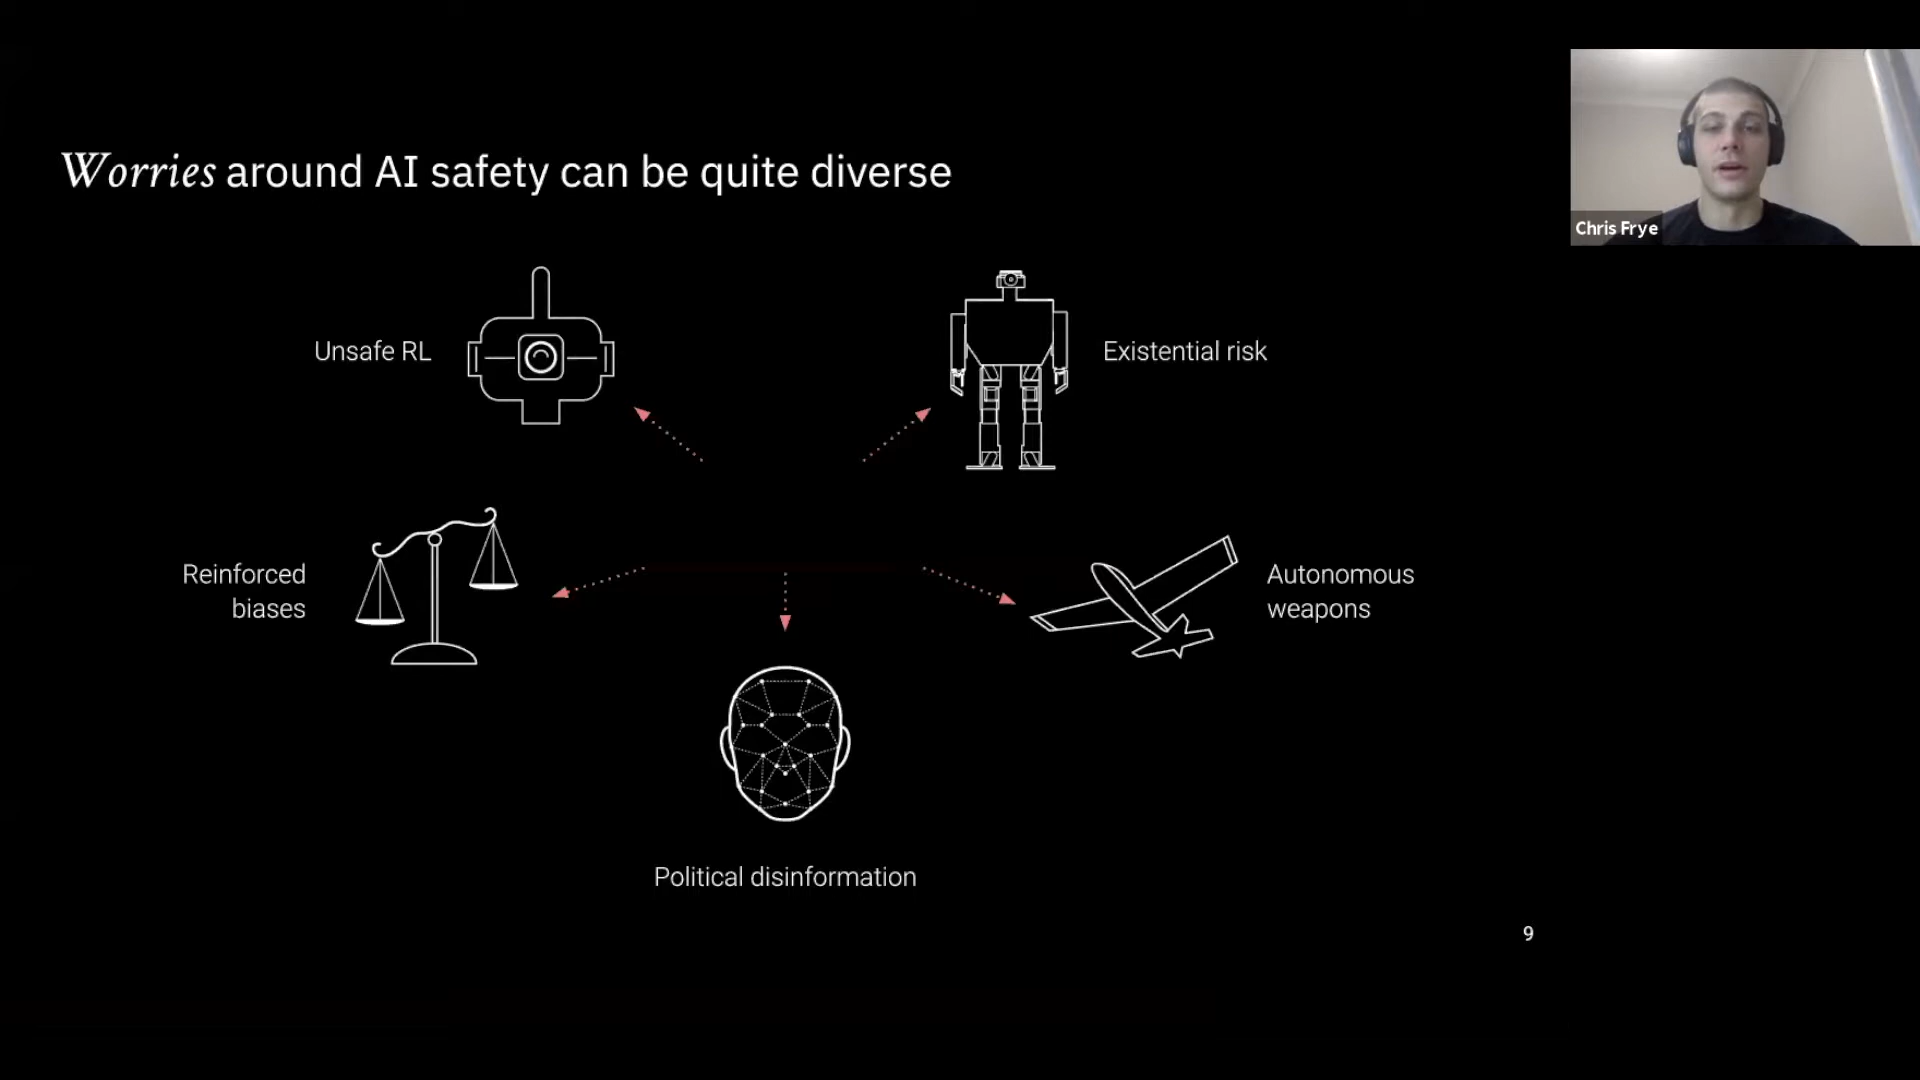 Worries around AI safety can be quite diverse
Chris Frye
Unsafe RL
Existential risk
Reinforced
biases
Autonomous
weapons
Political disinformation
9